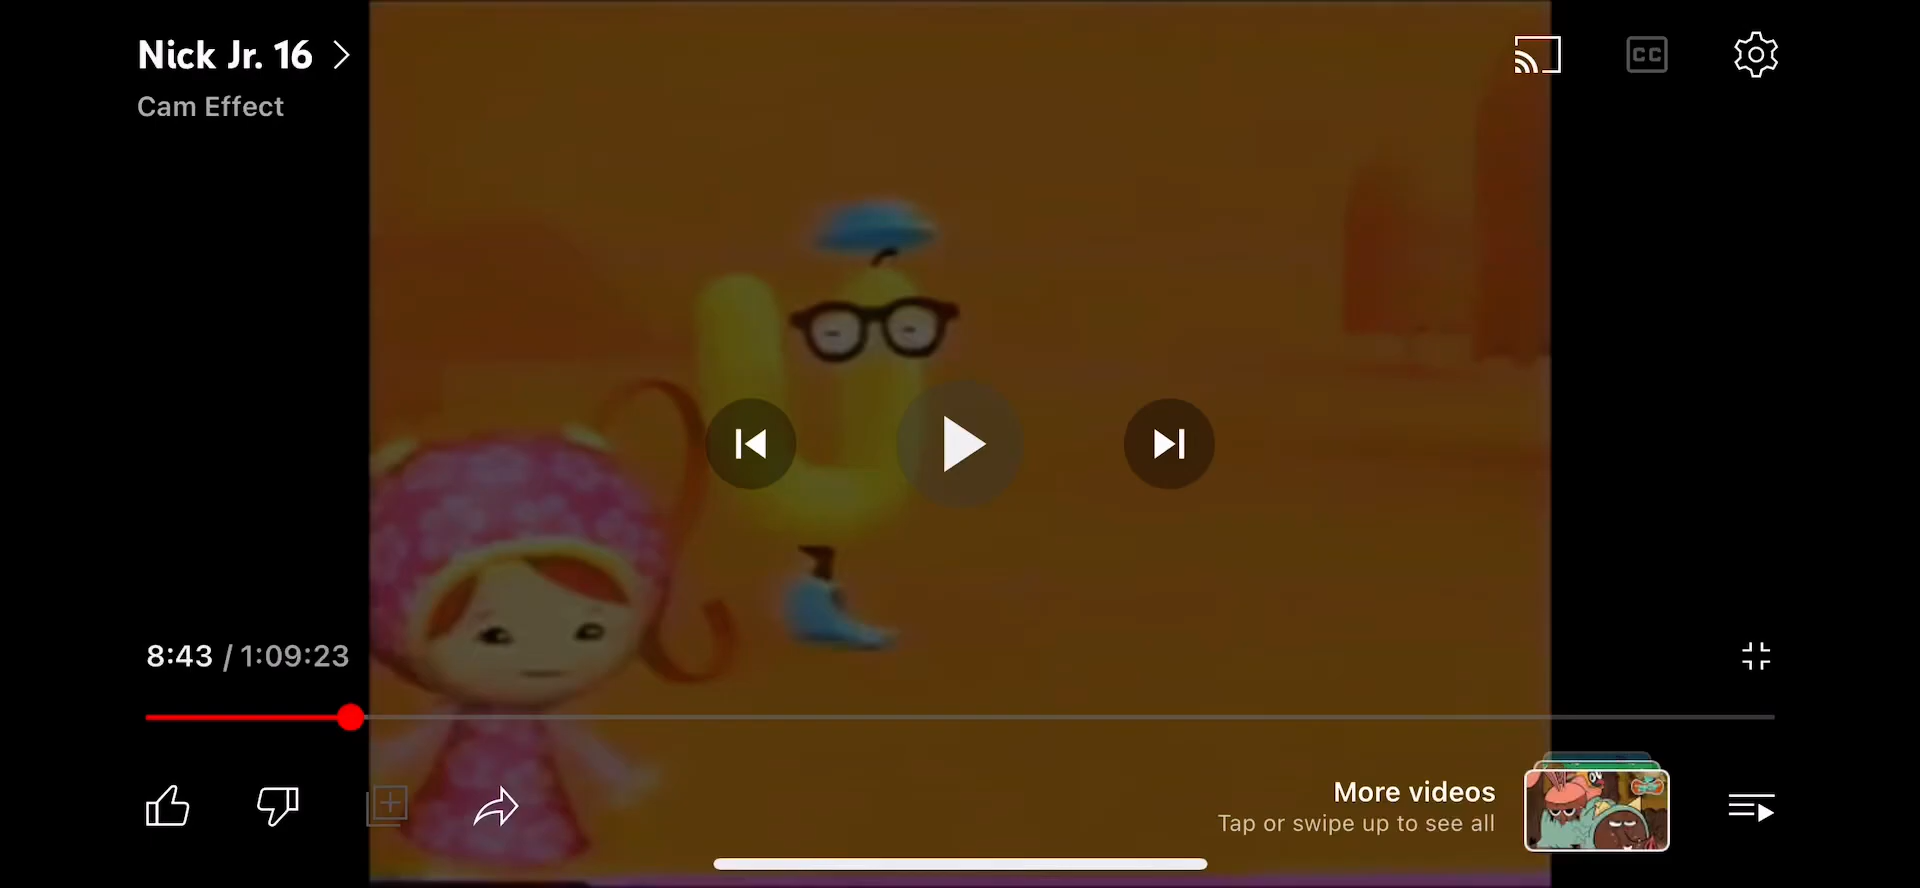 Nick Jr. 16
Cam Effect
CC
8:43 / 1:09:23
More videos
Tap or swipe up to see all